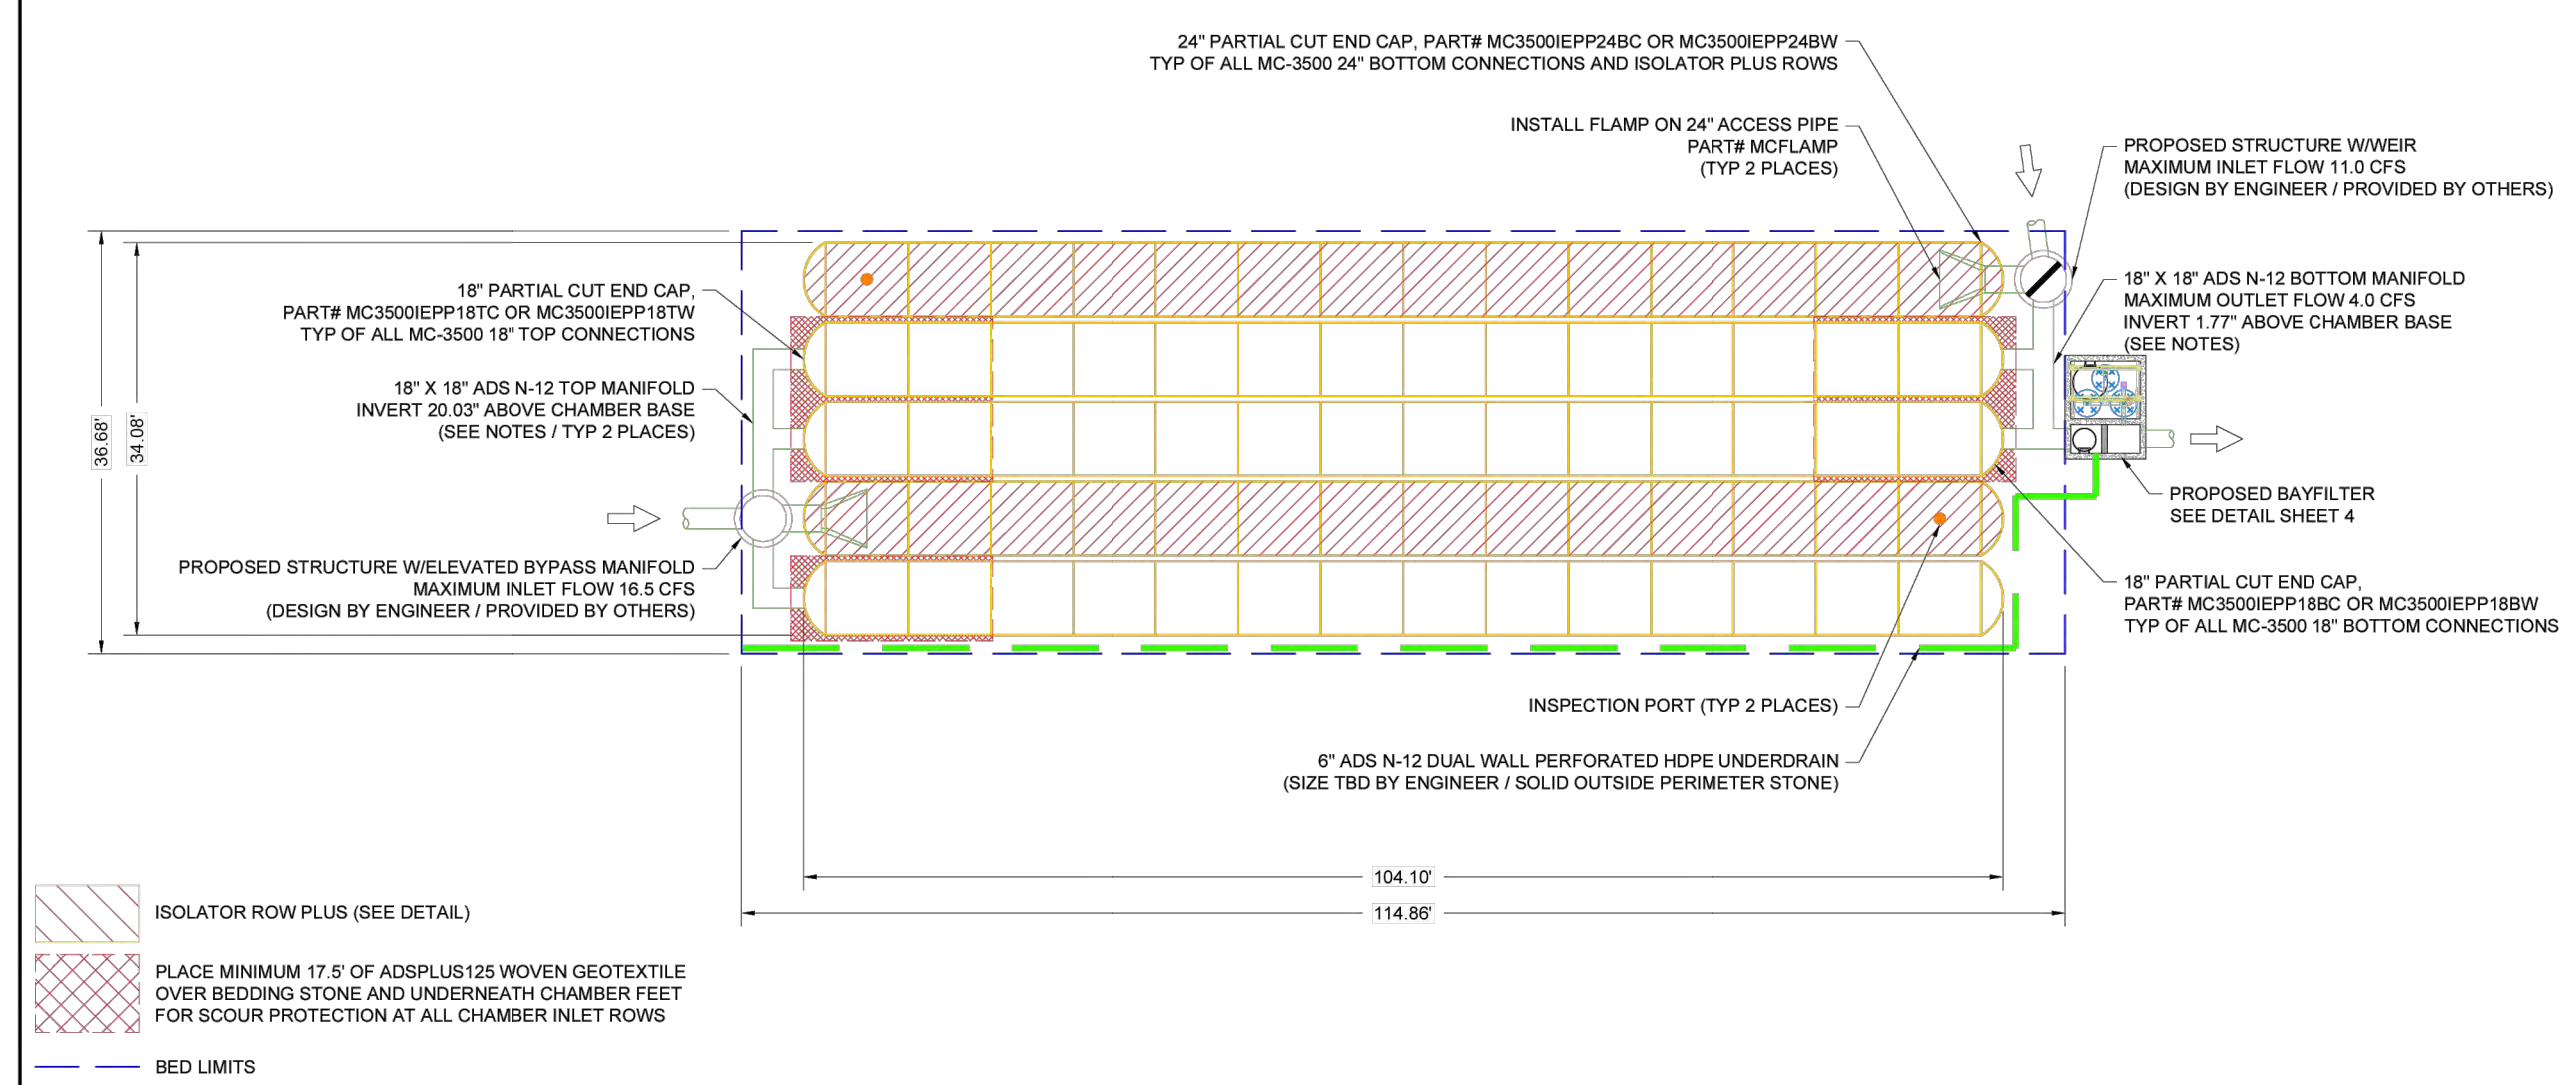 24" PARTIAL CUT END CAP, PART# MC3500IEPP24BC OR MC3500IEPP24BW
TYP OF ALL MC-3500 24" BOTTOM CONNECTIONS AND ISOLATOR PLUS ROWS
INSTALL FLAMP ON 24" ACCESS PIPE
PART# MCFLAMP
(TYP 2 PLACES)
PROPOSED STRUCTURE W/WEIR
MAXIMUM INLET FLOW 11.0 CFS
(DESIGN BY ENGINEER / PROVIDED BY OTHERS)
18" X 18" ADS N-12 BOTTOM MANIFOLD
MAXIMUM OUTLET FLOW 4.0 CFS
INVERT 1.77" ABOVE CHAMBER BASE
(SEE NOTES)
18" PARTIAL CUT END CAP,
PART# MC3500IEPP18TC OR MC3500IEPP18TW
TYP OF ALL MC-3500 18" TOP CONNECTIONS
18" X 18" ADS N-12 TOP MANIFOLD
INVERT 20.03" ABOVE CHAMBER BASE
(SEE NOTES / TYP 2 PLACES)
36.68'
34.08'
PROPOSED BAYFILTER
SEE DETAIL SHEET 4
PROPOSED STRUCTURE W/ELEVATED BYPASS MANIFOLD
MAXIMUM INLET FLOW 16.5 CFS
(DESIGN BY ENGINEER / PROVIDED BY OTHERS)
18" PARTIAL CUT END CAP,
PART# MC3500IEPP18BC OR MC3500IEPP18BW
TYP OF ALL MC-3500 18" BOTTOM CONNECTIONS
INSPECTION PORT (TYP 2 PLACES)
6" ADS N-12 DUAL WALL PERFORATED HDPE UNDERDRAIN
(SIZE TBD BY ENGINEER / SOLID OUTSIDE PERIMETER STONE)
104.10'
114.86'
ISOLATOR ROW PLUS (SEE DETAIL)
PLACE MINIMUM 17.5' OF ADSPLUS125 WOVEN GEOTEXTILE
OVER BEDDING STONE AND UNDERNEATH CHAMBER FEET
FOR SCOUR PROTECTION AT ALL CHAMBER INLET ROWS
BED LIMITS